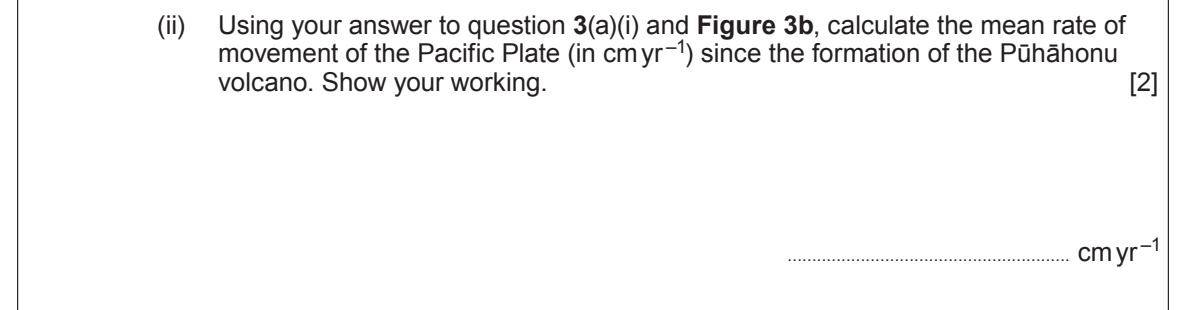 (ii) Using your answer to question 3(a)(i) and Figure 3b, calculate the mean rate of
movement of the Pacific Plate (in cm yr⁻¹) since the formation of the Pūhāhonu
volcano. Show your working. [2]
.......................................................... cm yr⁻¹